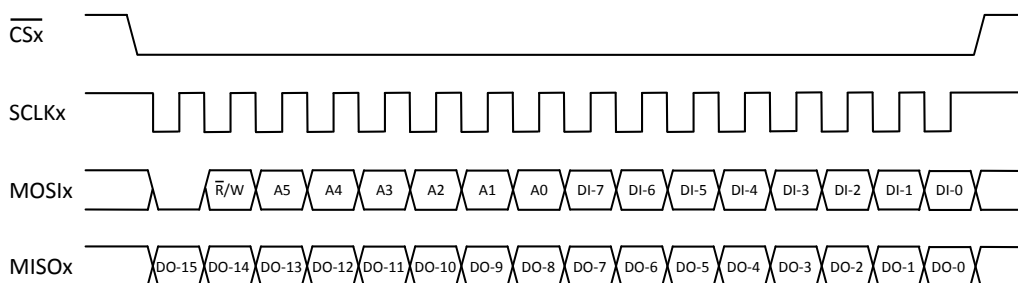 C̅S̅x̅
SCLKx
MOSIx R̅/W A5 A4 A3 A2 A1 A0 DI-7 DI-6 DI-5 DI-4 DI-3 DI-2 DI-1 DI-0
MISOx DO-15 DO-14 DO-13 DO-12 DO-11 DO-10 DO-9 DO-8 DO-7 DO-6 DO-5 DO-4 DO-3 DO-2 DO-1 DO-0